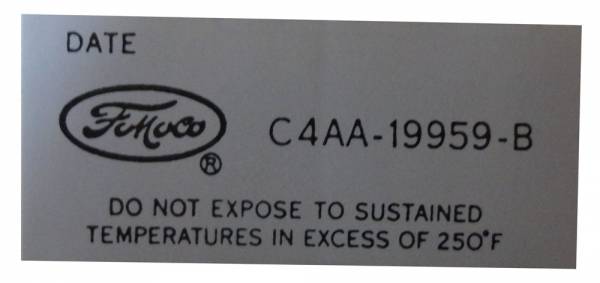 DATE
FoMoCo
®
C4AA-19959-B
DO NOT EXPOSE TO SUSTAINED
TEMPERATURES IN EXCESS OF 250°F